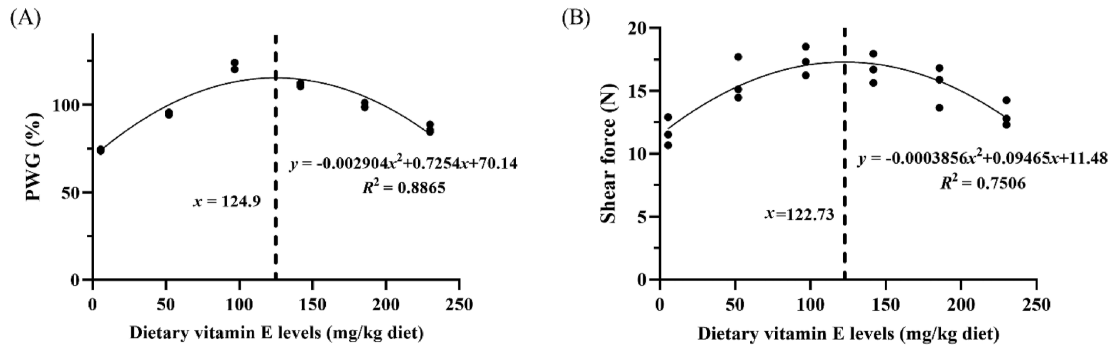 (A)
PWG (%)
100
50
0
0
50
100
150
200
250
Dietary vitamin E levels (mg/kg diet)
x = 124.9
y = -0.002904x²+0.7254x+70.14
R² = 0.8865
(B)
Shear force (N)
20
15
10
5
0
0
50
100
150
200
250
Dietary vitamin E levels (mg/kg diet)
x=122.73
y = -0.0003856x²+0.09465x+11.48
R² = 0.7506